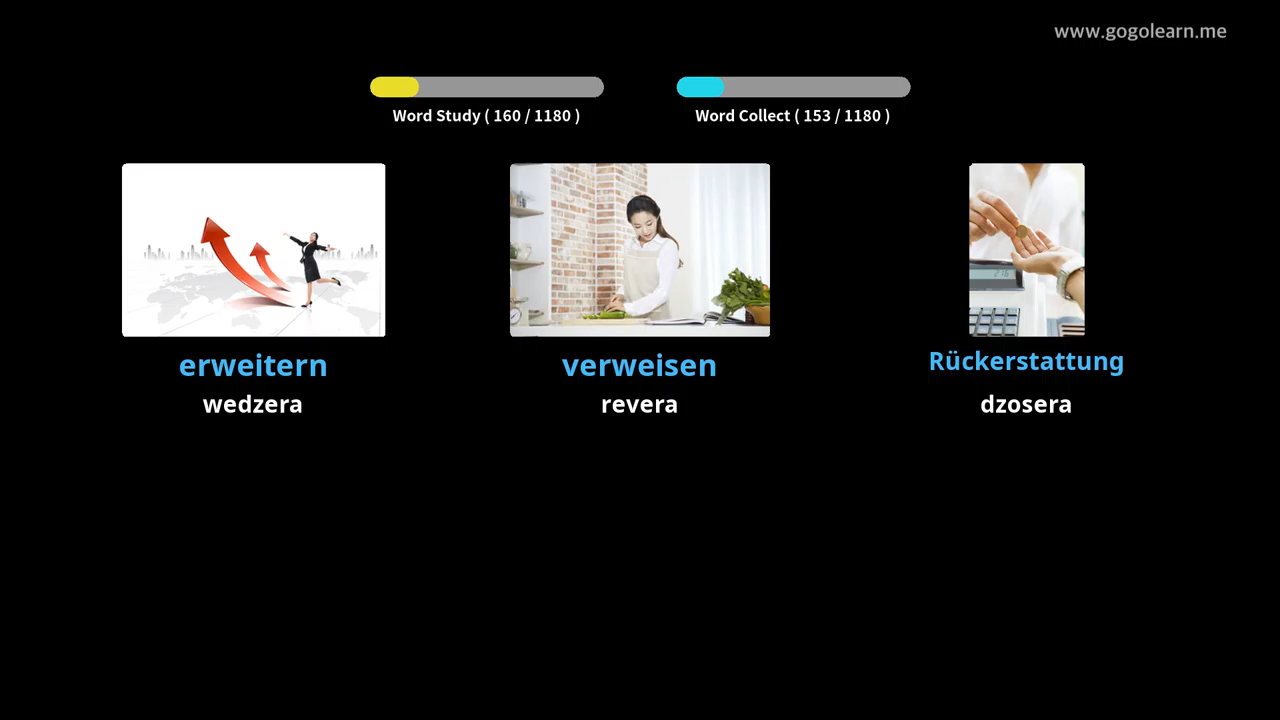 www.gogolearn.me
Word Study ( 160 / 1180 )
Word Collect ( 153 / 1180 )
erweitern
verweisen
Rückerstattung
wedzera
revera
dzosera